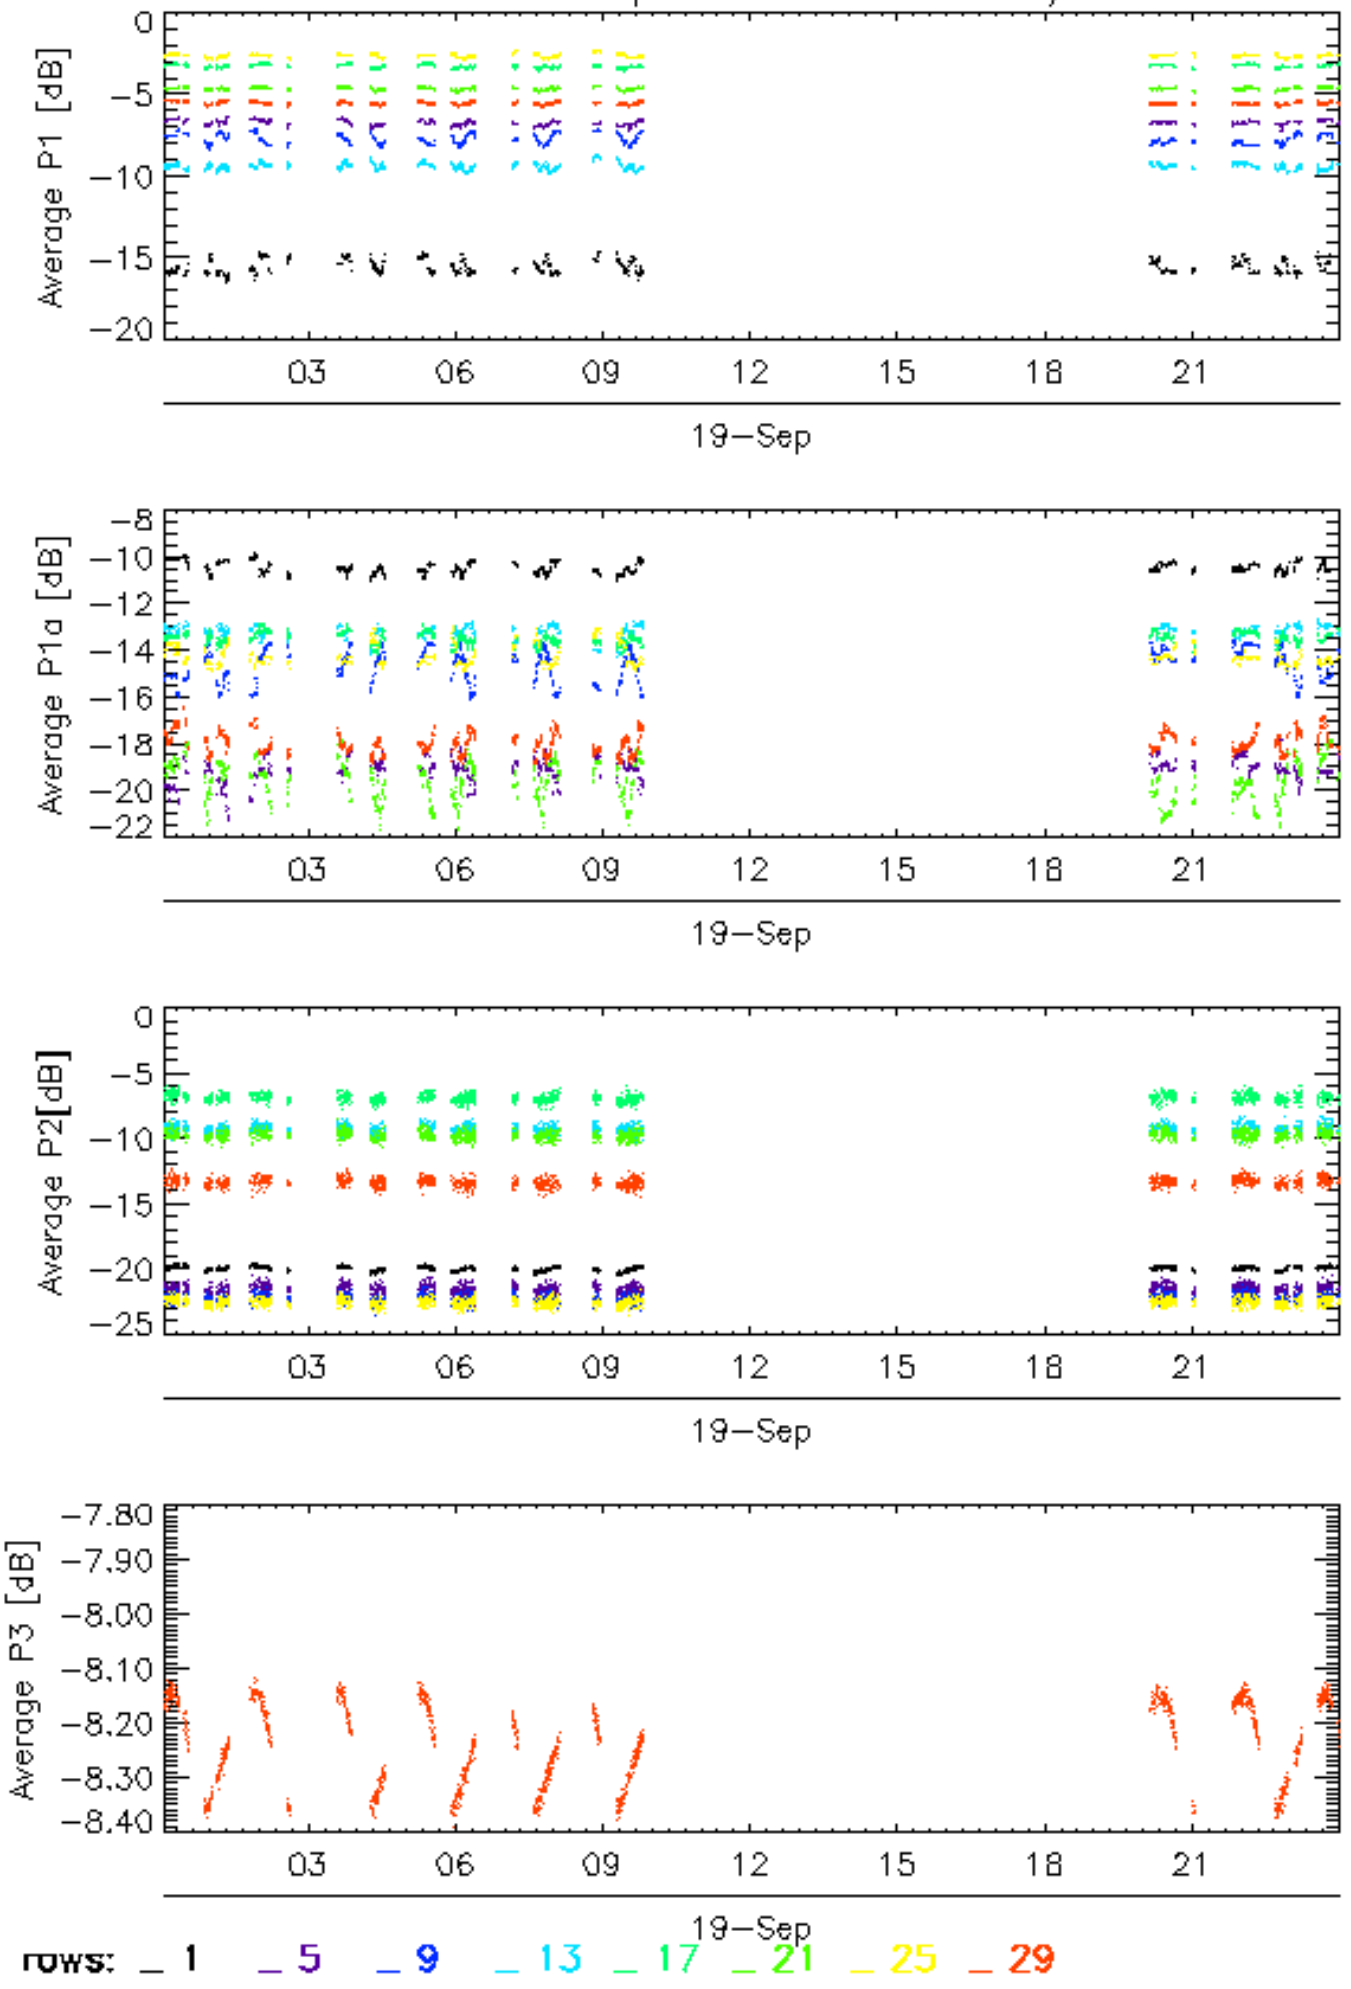 Average P1 [dB]
0
−5
−10
−15
−20
03 06 09 12 15 18 21
19−Sep
Average P1a [dB]
−8
−10
−12
−14
−16
−18
−20
−22
03 06 09 12 15 18 21
19−Sep
Average P2[dB]
0
−5
−10
−15
−20
−25
03 06 09 12 15 18 21
19−Sep
Average P3 [dB]
−7.80
−7.90
−8.00
−8.10
−8.20
−8.30
−8.40
03 06 09 12 15 18 21
19−Sep
rows: _ 1 _ 5 _ 9 _ 13 _ 17 _ 21 _ 25 _ 29